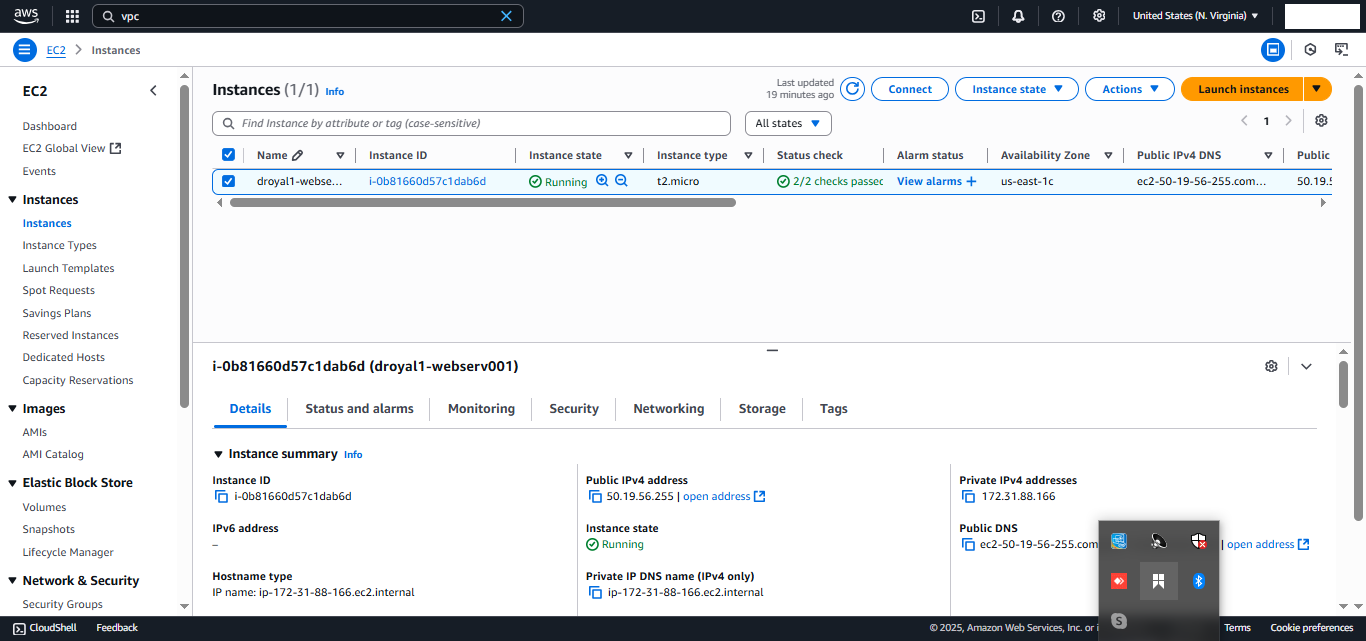 aws
vpc
United States (N. Virginia)
EC2
Instances
EC2
Dashboard
EC2 Global View
Events
Instances
Instances
Instance Types
Launch Templates
Spot Requests
Savings Plans
Reserved Instances
Dedicated Hosts
Capacity Reservations
Images
AMIs
AMI Catalog
Elastic Block Store
Volumes
Snapshots
Lifecycle Manager
Network & Security
Security Groups
Instances (1/1) Info
Last updated
19 minutes ago
Connect
Instance state
Actions
Launch instances
Find Instance by attribute or tag (case-sensitive)
All states
1
Name Instance ID Instance state Instance type Status check Alarm status Availability Zone Public IPv4 DNS Public
droyal1-webse... i-0b81660d57c1dab6d Running t2.micro 2/2 checks passed View alarms + us-east-1c ec2-50-19-56-255.com... 50.19.5
i-0b81660d57c1dab6d (droyal1-webserv001)
Details Status and alarms Monitoring Security Networking Storage Tags
Instance summary Info
Instance ID
i-0b81660d57c1dab6d
Public IPv4 address
50.19.56.255 | open address
Private IPv4 addresses
172.31.88.166
IPv6 address
–
Instance state
Running
Public DNS
ec2-50-19-56-255.com | open address
Hostname type
IP name: ip-172-31-88-166.ec2.internal
Private IP DNS name (IPv4 only)
ip-172-31-88-166.ec2.internal
S
CloudShell Feedback © 2025, Amazon Web Services, Inc. or i Terms Cookie preferences